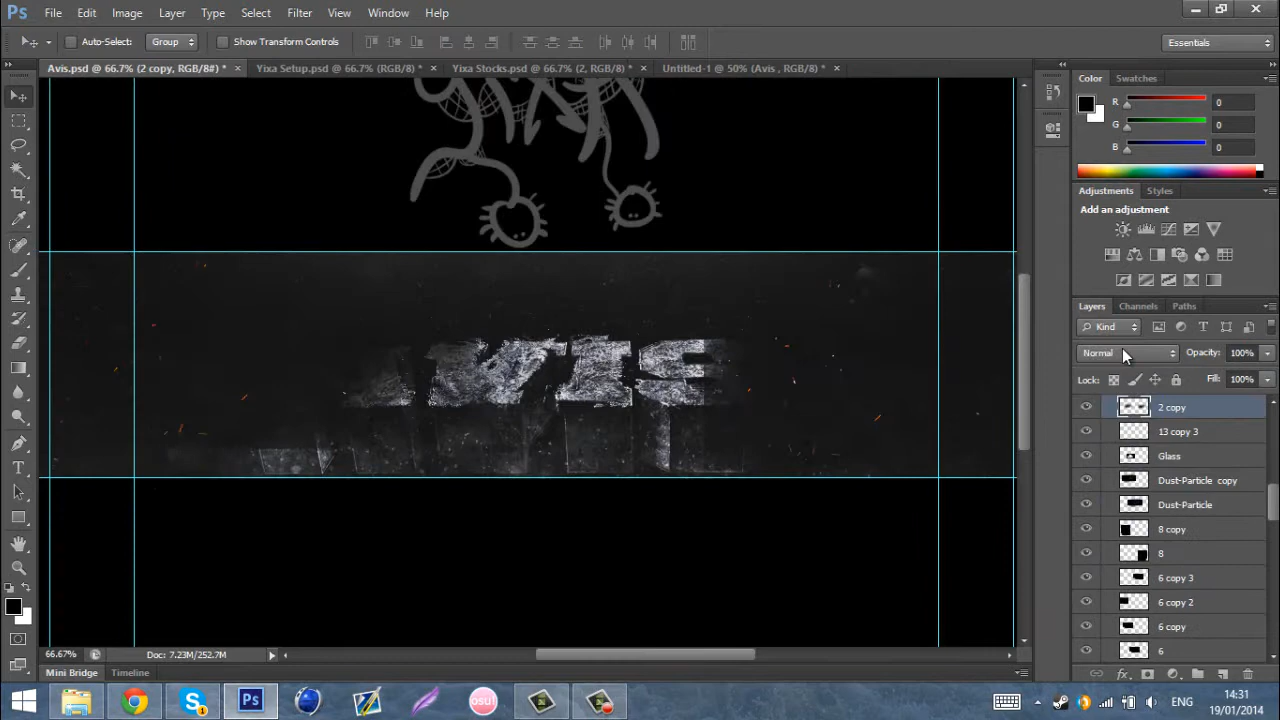 Ps File Edit Image Layer Type Select Filter View Window Help
Auto-Select: Group Show Transform Controls Essentials
Avis.psd @ 66.7% (2 copy, RGB/8#) * × Yixa Setup.psd @ 66.7% (RGB/8) * × Yixa Stocks.psd @ 66.7% (2, RGB/8) * × Untitled-1 @ 50% (Avis , RGB/8) * ×
Color Swatches
R 0
G 0
B 0
Adjustments Styles
Add an adjustment
Layers Channels Paths
Kind
Normal Opacity: 100%
Lock: Fill: 100%
2 copy
13 copy 3
Glass
Dust-Particle copy
Dust-Particle
8 copy
8
6 copy 3
6 copy 2
6 copy
6
AVIS
66.67% Doc: 7.23M/252.7M
Mini Bridge Timeline
Ps osu! ENG 14:31
19/01/2014